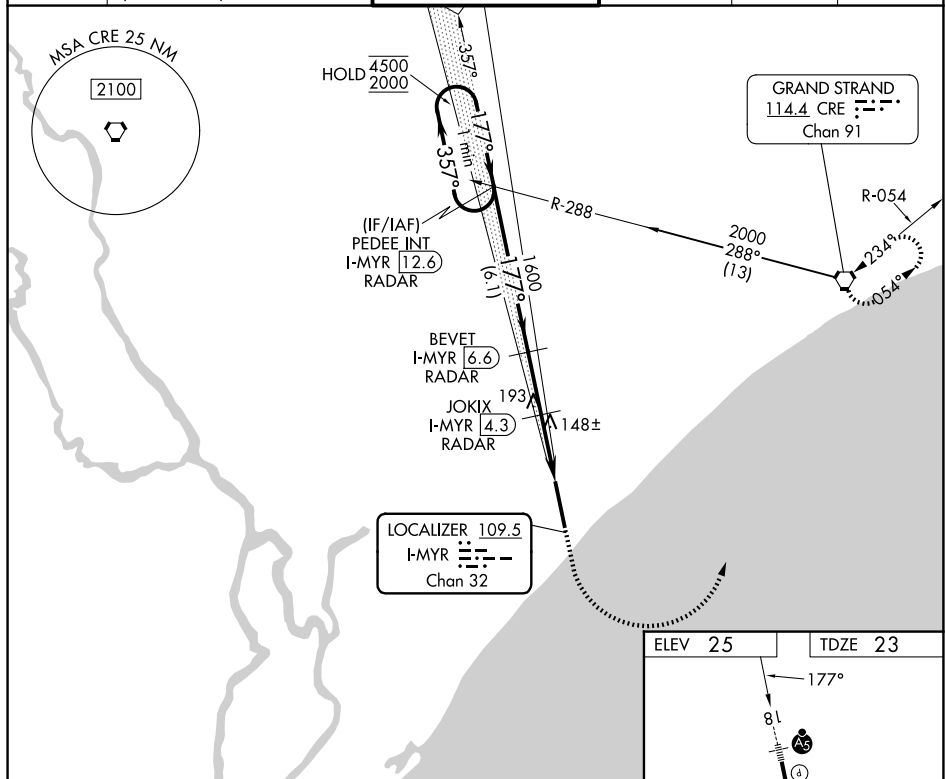 MSA CRE 25 NM
2100
HOLD 4500
2000
357°
177°
1 min
357°
GRAND STRAND
114.4 CRE
Chan 91
R-054
234°
054°
R-288
2000
288°
(13)
(IF/IAF)
PEDEE INT
I-MYR 12.6
RADAR
1600
177°
(6.1)
BEVET
I-MYR 6.6
RADAR
193
JOKIX
I-MYR 4.3
RADAR
148±
LOCALIZER 109.5
I-MYR
Chan 32
ELEV 25
TDZE 23
177°
18
A5
P